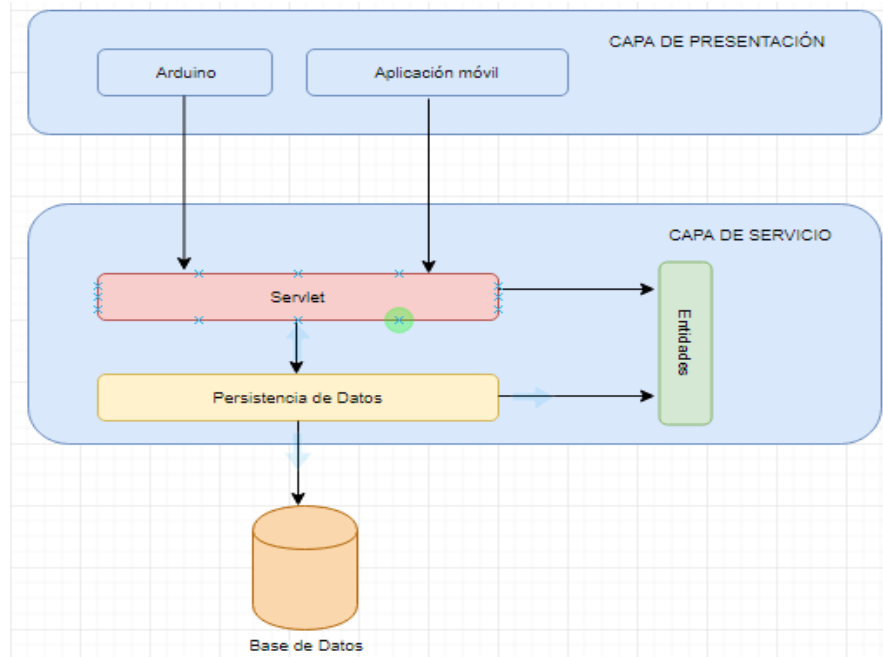 CAPA DE PRESENTACIÓN
Arduino
Aplicación móvil
CAPA DE SERVICIO
Servlet
Entidades
Persistencia de Datos
Base de Datos